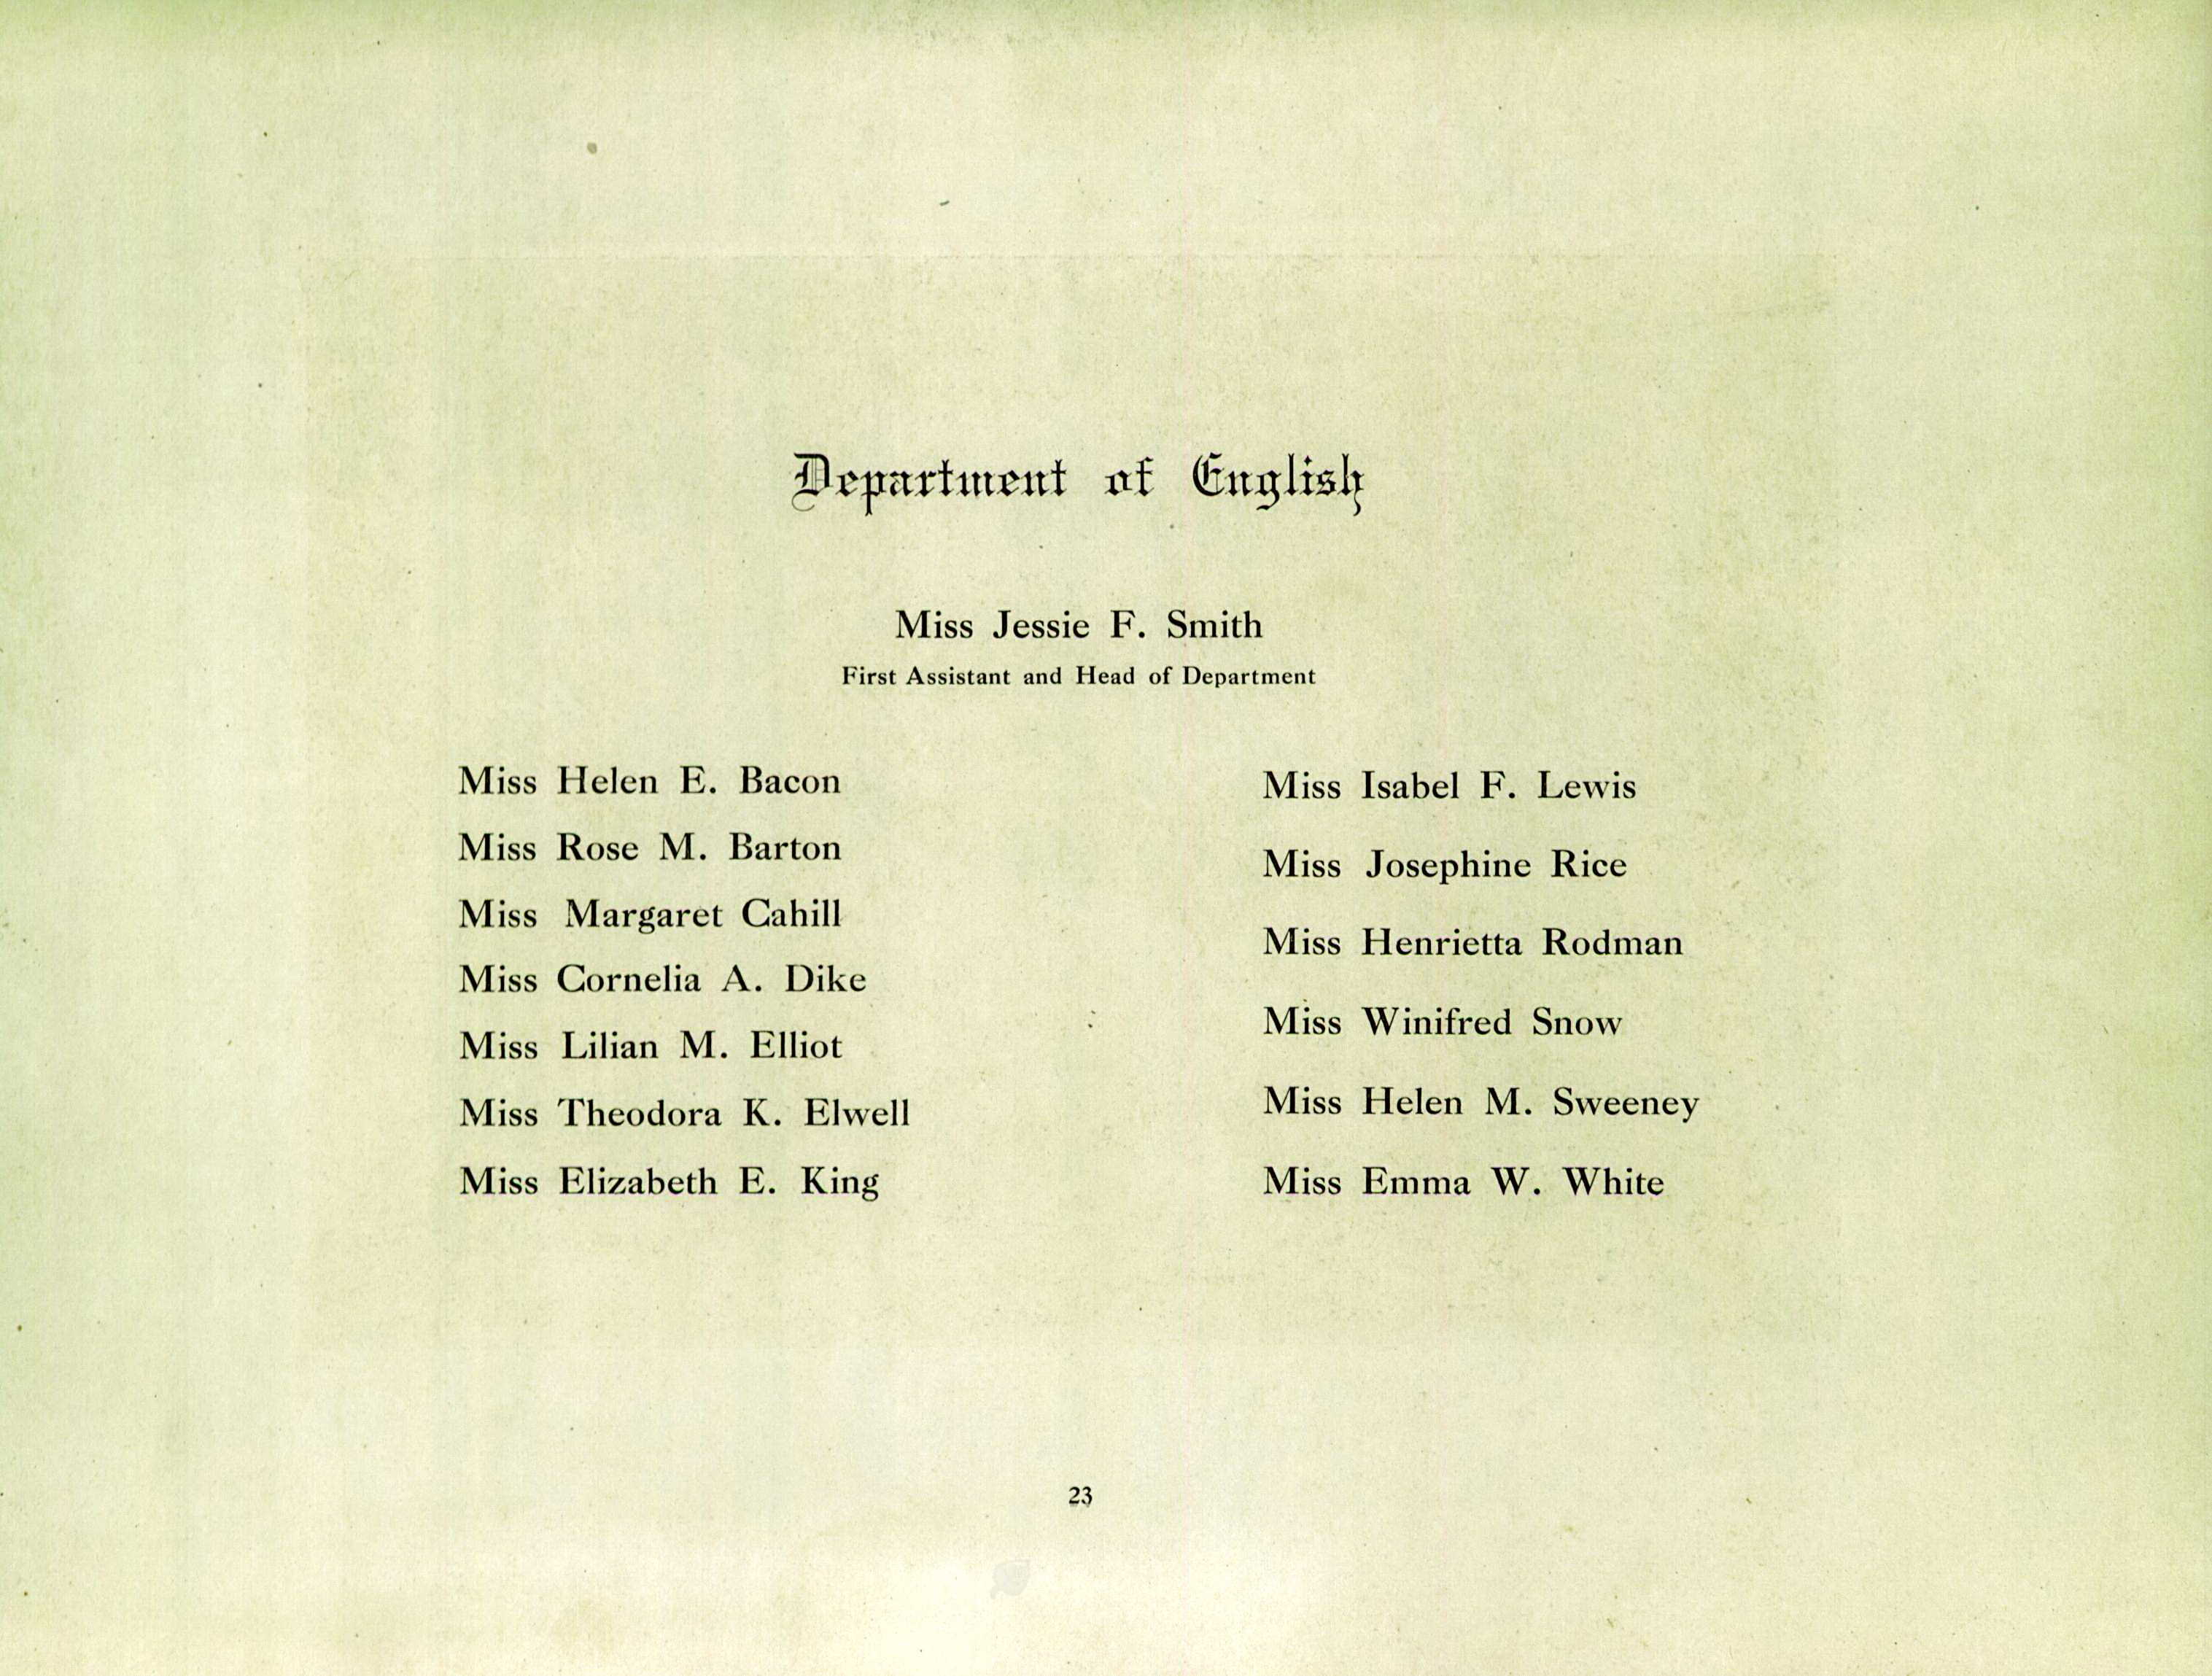 Department of English
Miss Jessie F. Smith
First Assistant and Head of Department
Miss Helen E. Bacon
Miss Rose M. Barton
Miss Margaret Cahill
Miss Cornelia A. Dike
Miss Lilian M. Elliot
Miss Theodora K. Elwell
Miss Elizabeth E. King
Miss Isabel F. Lewis
Miss Josephine Rice
Miss Henrietta Rodman
Miss Winifred Snow
Miss Helen M. Sweeney
Miss Emma W. White
23